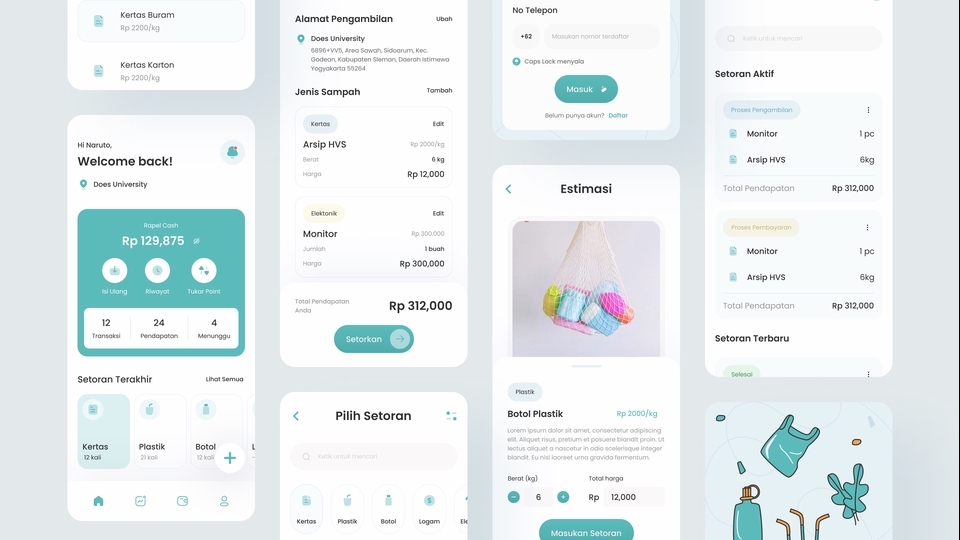 Kertas Buram
Rp 2200/kg
Kertas Karton
Rp 2200/kg
Hi Naruto,
Welcome back!
Does University
Rapel Cash
Rp 129,875
Isi Ulang
Riwayat
Tukar Point
12
24
4
Transaksi
Pendapatan
Menunggu
Setoran Terakhir
Lihat Semua
Kertas
12 kali
Plastik
21 kali
Botol
Alamat Pengambilan
Ubah
Does University
6896+VV5, Area Sawah, Sidoarum, Kec.
Godean, Kabupaten Sleman, Daerah Istimewa
Yogyakarta 55264
Jenis Sampah
Tambah
Kertas
Edit
Arsip HVS
Rp 2000/kg
Berat
6 kg
Harga
Rp 12,000
Elektonik
Edit
Monitor
Rp 300.000
Jumlah
1 buah
Harga
Rp 300,000
Total Pendapatan
Anda
Rp 312,000
Setorkan
Pilih Setoran
Ketik untuk mencari
Kertas
Plastik
Botol
Logam
Ele
No Telepon
+62
Masukan nomor terdaftar
Caps Lock menyala
Masuk
Belum punya akun? Daftar
Estimasi
Plastik
Botol Plastik
Rp 2000/kg
Lorem ipsum dolor sit amet, consectetur adipiscing
elit. Aliquet risus, pretium et posuere blandit proin. Ut
lectus aliquet a nascetur in odio scelerisque integer
blandit. Eu nisl laoreet urna gravida fermentum.
Berat (kg)
Total harga
6
Rp
12,000
Masukan Setoran
Ketik untuk mencari
Setoran Aktif
Proses Pengambilan
Monitor
1 pc
Arsip HVS
6kg
Total Pendapatan
Rp 312,000
Proses Pembayaran
Monitor
1 pc
Arsip HVS
6kg
Total Pendapatan
Rp 312,000
Setoran Terbaru
Selesai